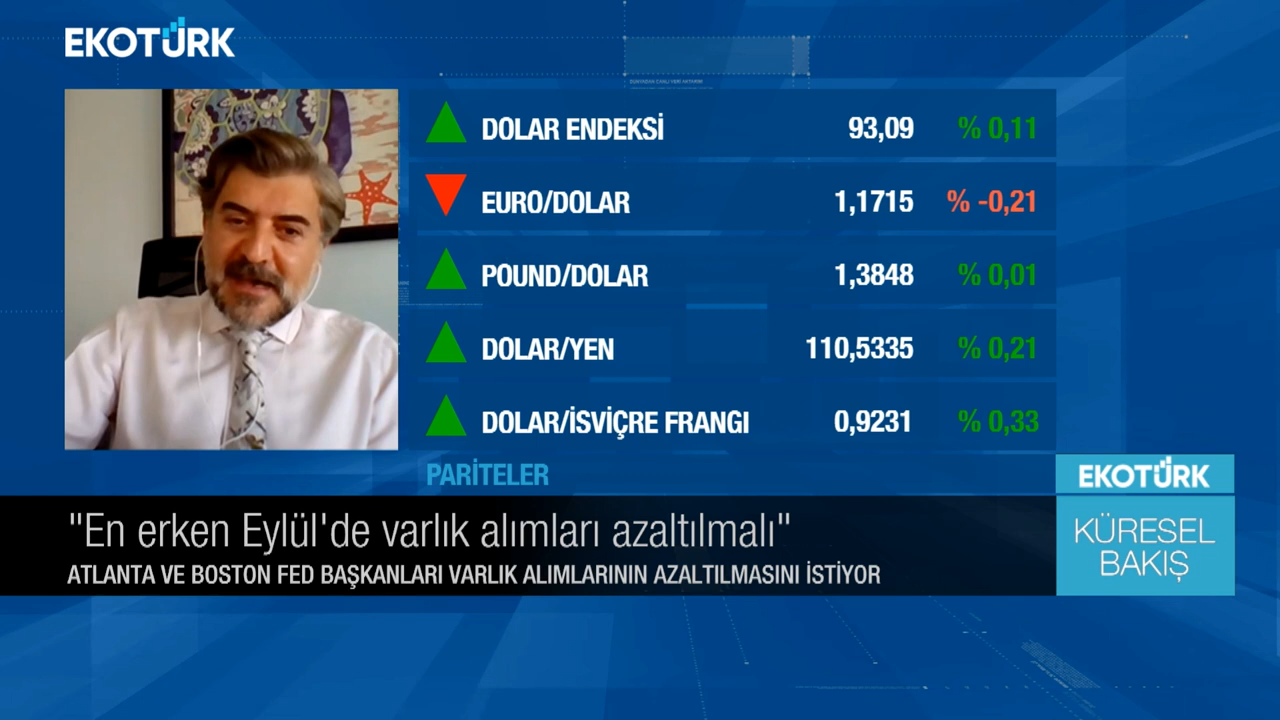 EKOTÜRK
DOLAR ENDEKSİ 93,09 % 0,11
EURO/DOLAR 1,1715 % -0,21
POUND/DOLAR 1,3848 % 0,01
DOLAR/YEN 110,5335 % 0,21
DOLAR/İSVİÇRE FRANGI 0,9231 % 0,33
PARİTELER
EKOTÜRK
"En erken Eylül'de varlık alımları azaltılmalı"
ATLANTA VE BOSTON FED BAŞKANLARI VARLIK ALIMLARININ AZALTILMASINI İSTİYOR
KÜRESEL
BAKIŞ